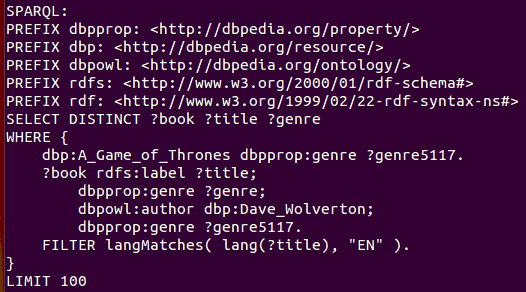 SPARQL:
PREFIX dbpprop: <http://dbpedia.org/property/>
PREFIX dbp: <http://dbpedia.org/resource/>
PREFIX dbpowl: <http://dbpedia.org/ontology/>
PREFIX rdfs: <http://www.w3.org/2000/01/rdf-schema#>
PREFIX rdf: <http://www.w3.org/1999/02/22-rdf-syntax-ns#>
SELECT DISTINCT ?book ?title ?genre
WHERE {
    dbp:A_Game_of_Thrones dbpprop:genre ?genre5117.
    ?book rdfs:label ?title;
        dbpprop:genre ?genre;
        dbpowl:author dbp:Dave_Wolverton;
        dbpprop:genre ?genre5117.
    FILTER langMatches( lang(?title), "EN" ).
}
LIMIT 100